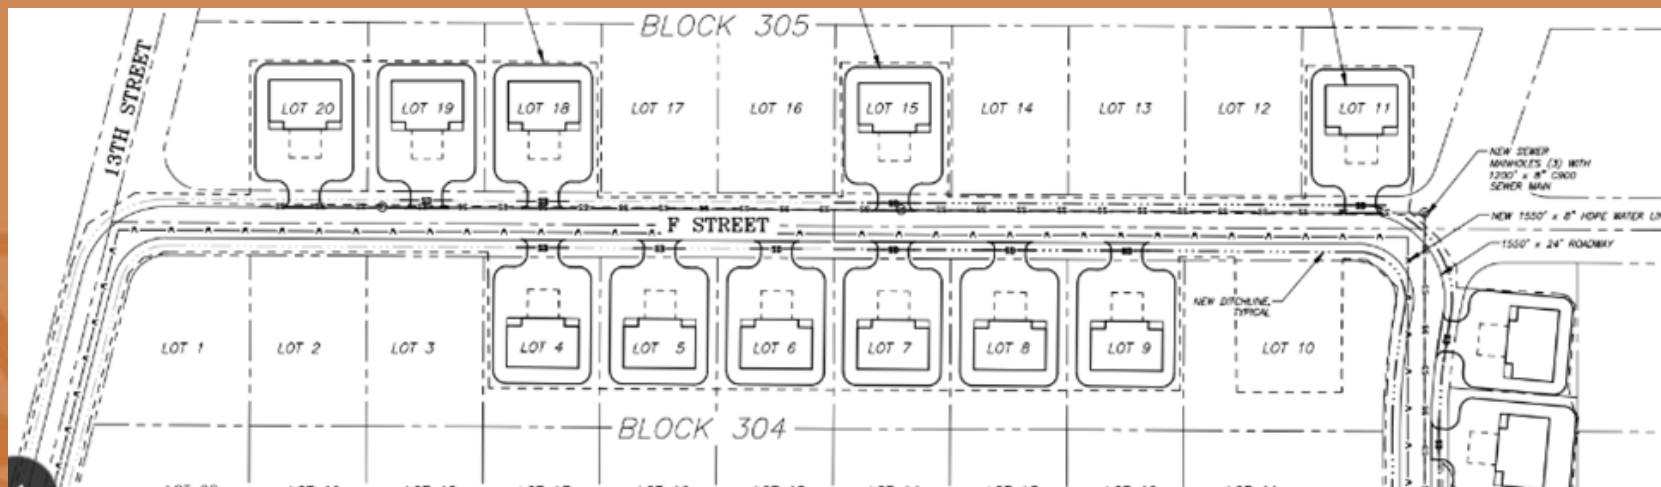 BLOCK 305
13TH STREET
LOT 20
LOT 19
LOT 18
LOT 17
LOT 16
LOT 15
LOT 14
LOT 13
LOT 12
LOT 11
NEW SEWER
MANHOLES (3) WITH
1200' x 8" C900
SEWER MAIN
F STREET
NEW 1550' x 8" HDPE WATER
1550' x 24' ROADWAY
NEW DITCHLINE,
TYPICAL
LOT 1
LOT 2
LOT 3
LOT 4
LOT 5
LOT 6
LOT 7
LOT 8
LOT 9
LOT 10
BLOCK 304